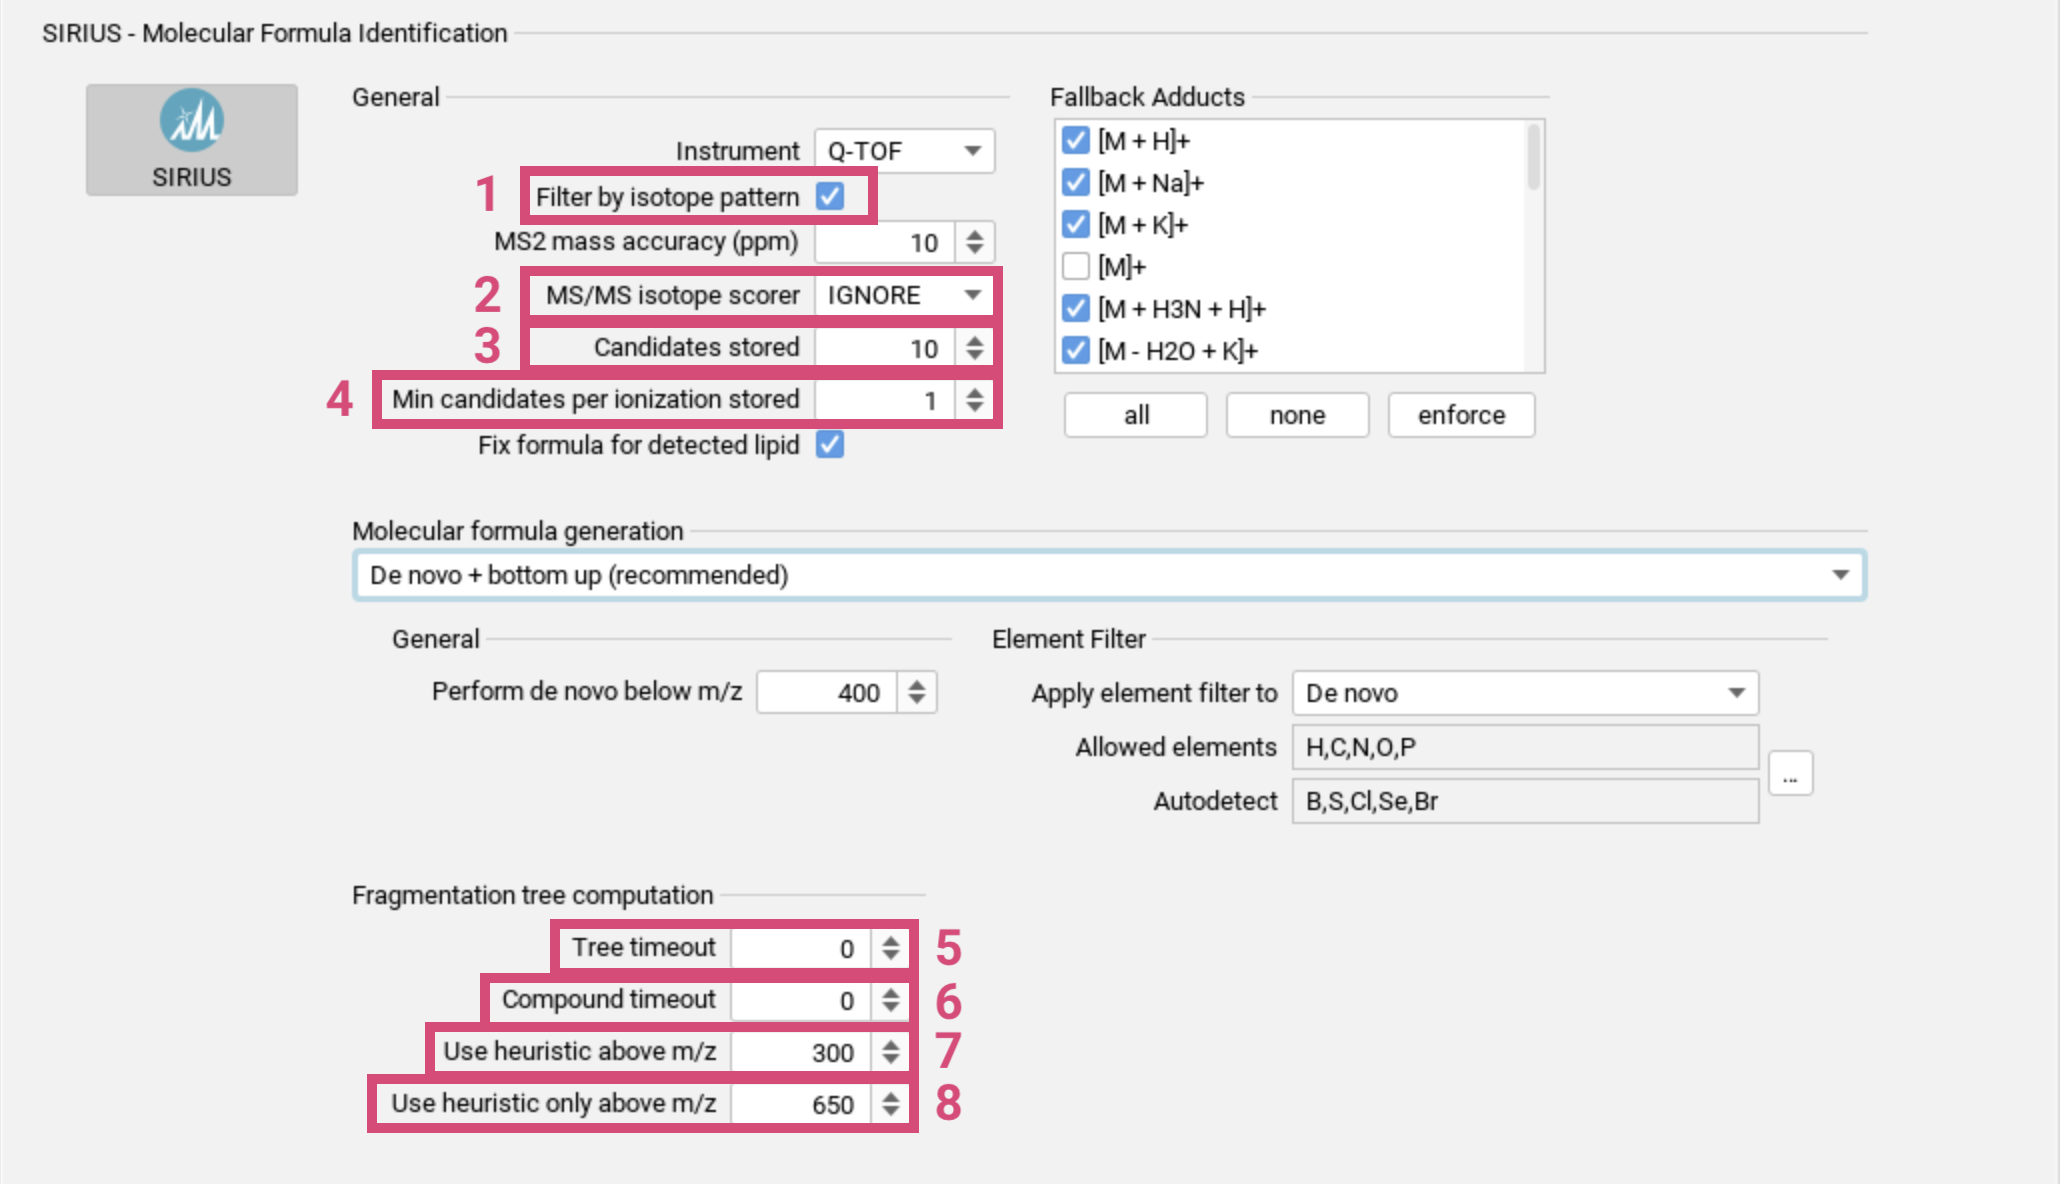 SIRIUS - Molecular Formula Identification
SIRIUS
General
Instrument Q-TOF
1 Filter by isotope pattern
MS2 mass accuracy (ppm) 10
2 MS/MS isotope scorer IGNORE
3 Candidates stored 10
4 Min candidates per ionization stored 1
Fix formula for detected lipid
Fallback Adducts
[M + H]+
[M + Na]+
[M + K]+
[M]+
[M + H3N + H]+
[M - H2O + K]+
all none enforce
Molecular formula generation
De novo + bottom up (recommended)
General
Perform de novo below m/z 400
Element Filter
Apply element filter to De novo
Allowed elements H,C,N,O,P
...
Autodetect B,S,Cl,Se,Br
Fragmentation tree computation
Tree timeout 0 5
Compound timeout 0 6
Use heuristic above m/z 300 7
Use heuristic only above m/z 650 8